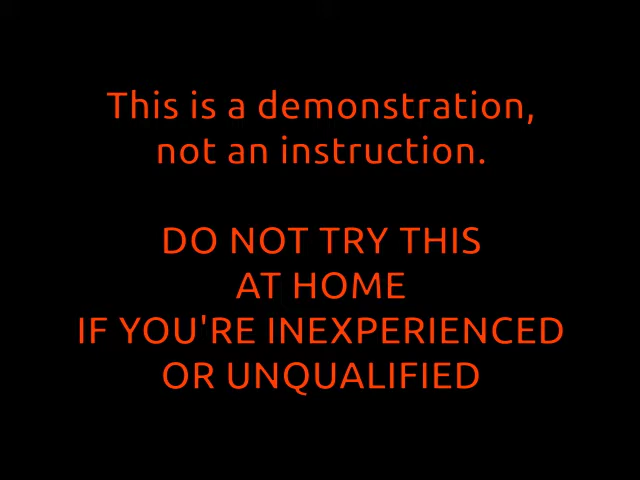 This is a demonstration,
not an instruction.
DO NOT TRY THIS
AT HOME
IF YOU'RE INEXPERIENCED
OR UNQUALIFIED